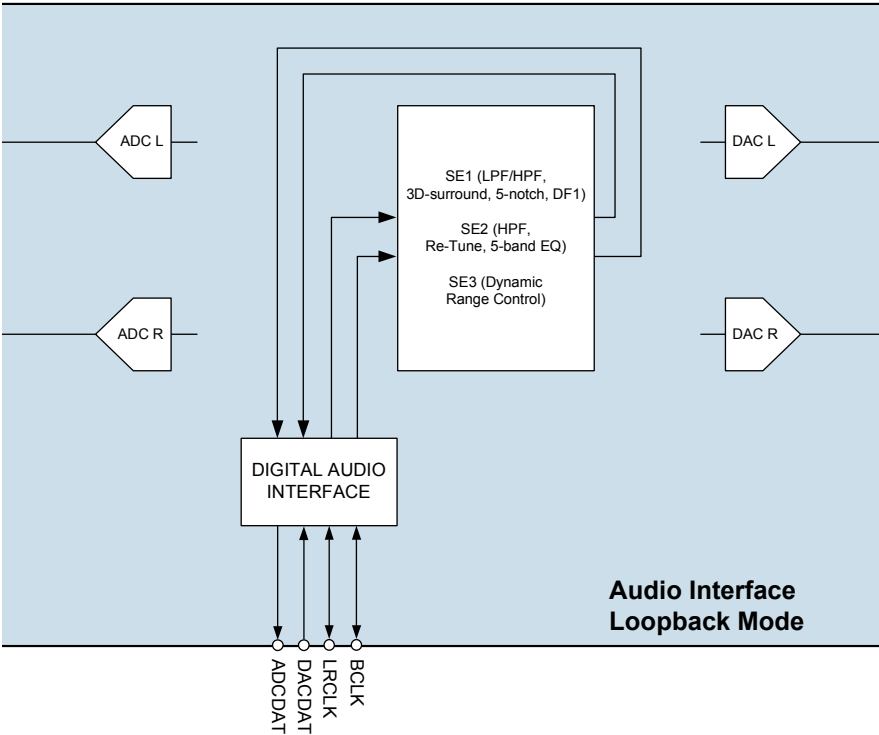 ADC L
DAC L
SE1 (LPF/HPF,
3D-surround, 5-notch, DF1)
SE2 (HPF,
Re-Tune, 5-band EQ)
SE3 (Dynamic
Range Control)
ADC R
DAC R
DIGITAL AUDIO
INTERFACE
Audio Interface
Loopback Mode
ADCDAT
DACDAT
LRCLK
BCLK